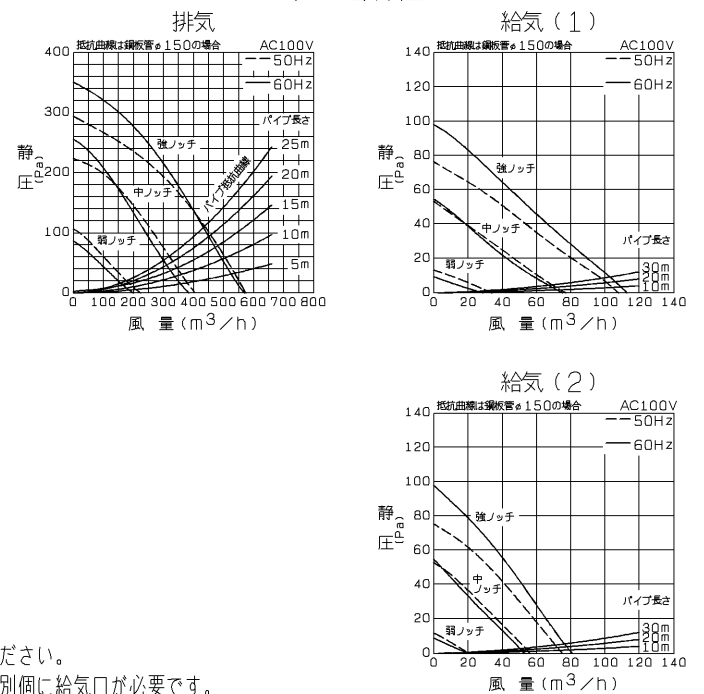 排気
抵抗曲線は鋼板管φ150の場合 AC100V
50Hz
60Hz
パイプ長さ
25m
20m
15m
10m
5m
強ノッチ
中ノッチ
弱ノッチ
パイプ抵抗曲線
静圧(Pa)
400
300
200
100
0
0 100 200 300 400 500 600 700 800
風 量(m3/h)
給気(1)
抵抗曲線は鋼板管φ150の場合 AC100V
50Hz
60Hz
強ノッチ
中ノッチ
弱ノッチ
パイプ長さ
30m
20m
10m
静圧(Pa)
140
120
100
80
60
40
20
0
0 20 40 60 80 100 120 140
風 量(m3/h)
給気(2)
抵抗曲線は鋼板管φ150の場合 AC100V
50Hz
60Hz
強ノッチ
中ノッチ
弱ノッチ
パイプ長さ
30m
20m
10m
静圧(Pa)
140
120
100
80
60
40
20
0
0 20 40 60 80 100 120 140
風 量(m3/h)
ださい。
別個に給気口が必要です。